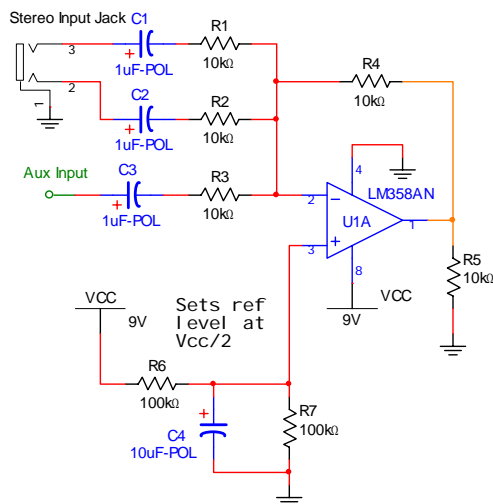 Stereo Input Jack
C1
R1
3
+
1uF-POL
10kΩ
R4
2
C2
R2
10kΩ
1
+
1uF-POL
10kΩ
4
Aux Input
C3
R3
LM358AN
2
−
+
U1A
1uF-POL
10kΩ
1
3
+
R5
8
10kΩ
VCC
Sets ref
level at
Vcc/2
VCC
9V
9V
R6
100kΩ
+
R7
C4
100kΩ
10uF-POL